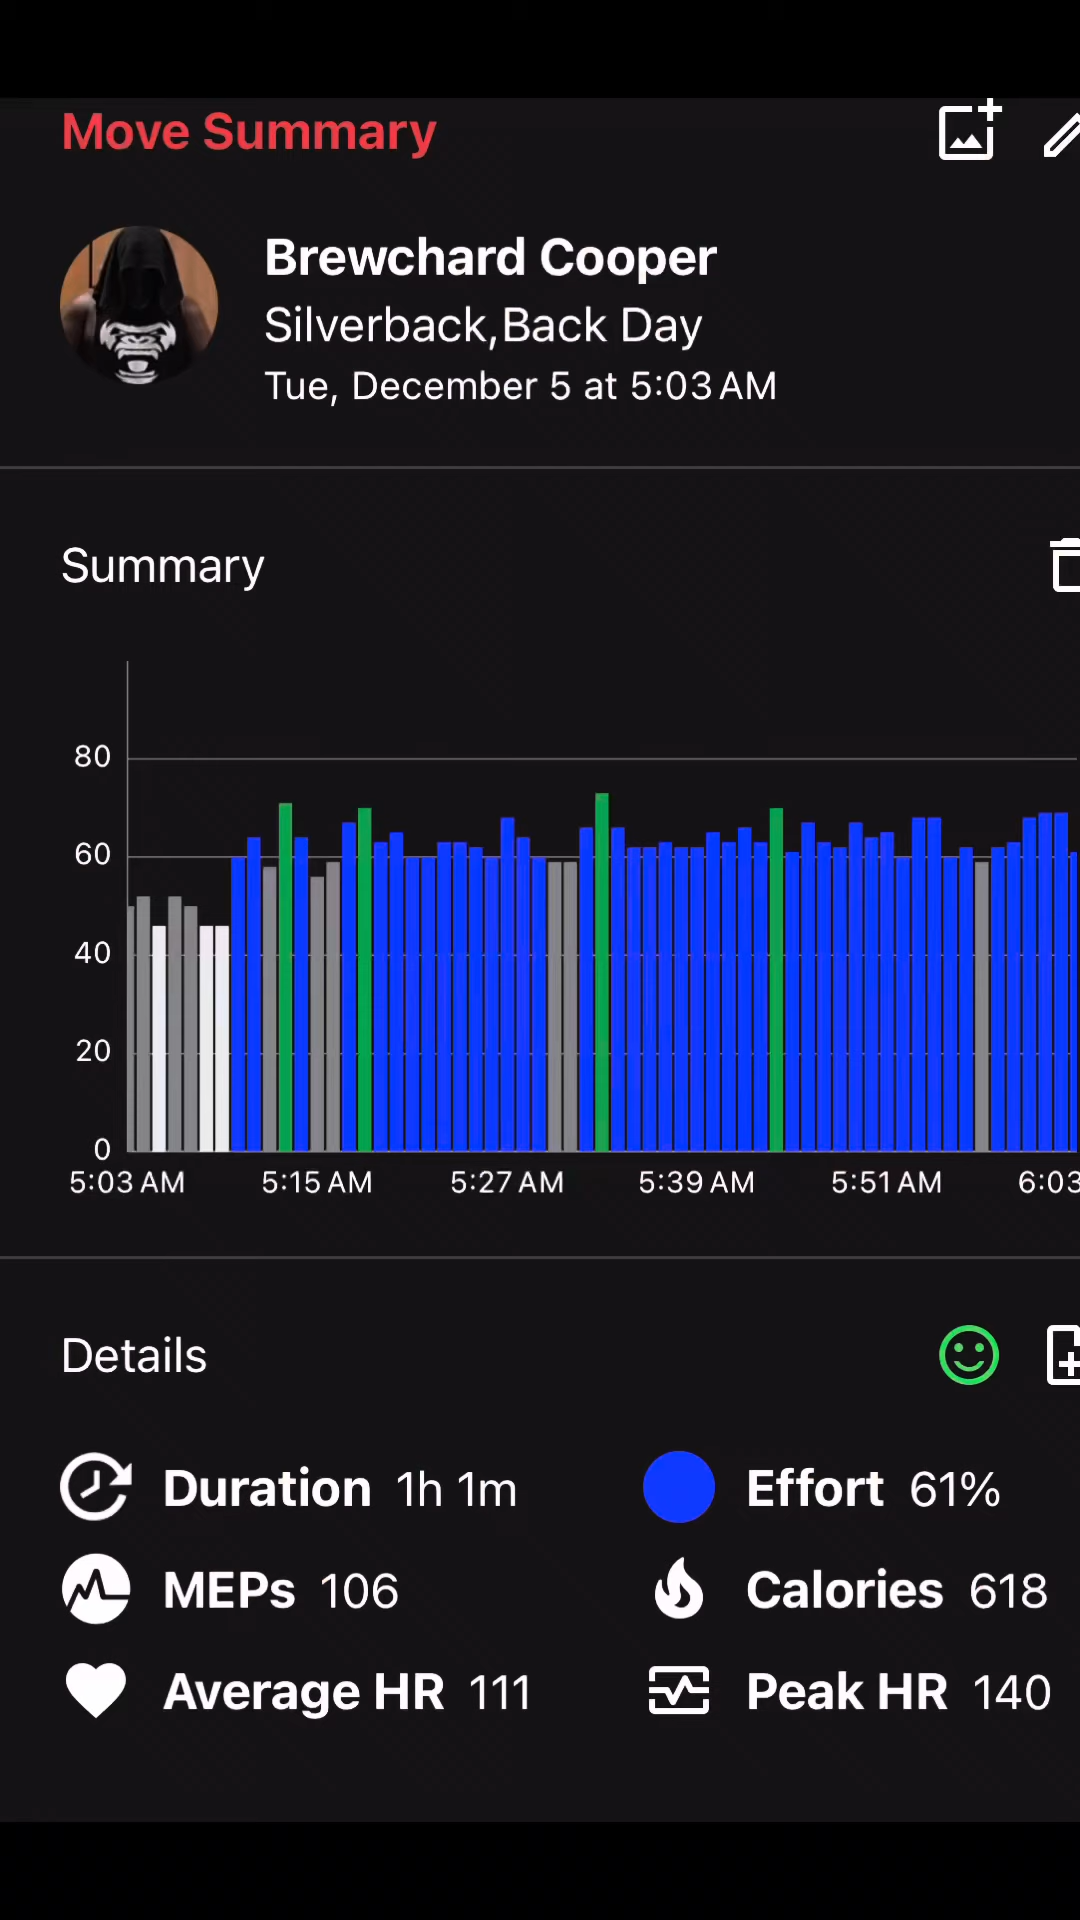 Move Summary
Brewchard Cooper
Silverback,Back Day
Tue, December 5 at 5:03 AM
Summary
80
60
40
20
0
5:03 AM 5:15 AM 5:27 AM 5:39 AM 5:51 AM 6:03
Details
Duration 1h 1m Effort 61%
MEPs 106 Calories 618
Average HR 111 Peak HR 140